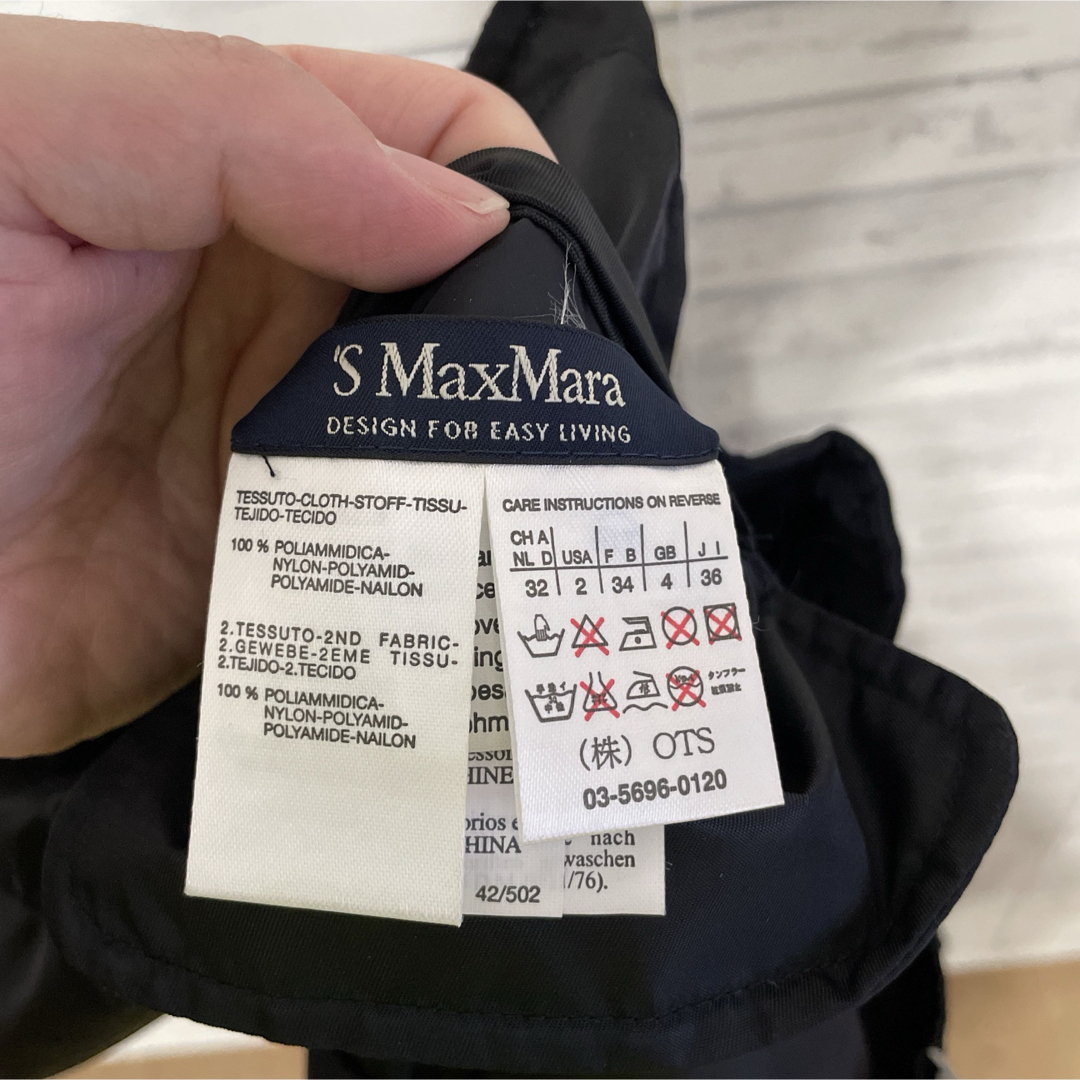 'S MaxMara
DESIGN FOR EASY LIVING
TESSUTO-CLOTH-STOFF-TISSU-
TEJIDO-TECIDO
100 % POLIAMMIDICA-
NYLON-POLYAMID-
POLYAMIDE-NAILON
2.TESSUTO-2ND FABRIC-
2.GEWEBE-2EME TISSU-
2.TEJIDO-2.TECIDO
100 % POLIAMMIDICA-
NYLON-POLYAMID-
POLYAMIDE-NAILON
CARE INSTRUCTIONS ON REVERSE
CH A
NL D USA F B GB J I
32 2 34 4 36
タンブラー
(株) OTS
03-5696-0120
nach
waschen
/76).
42/502